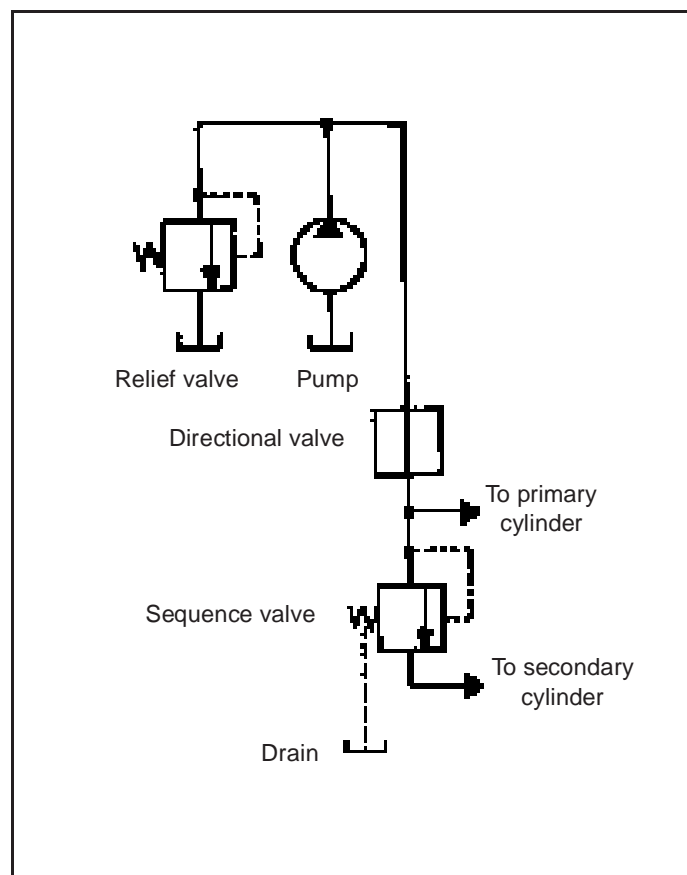 Relief valve
Pump
Directional valve
To primary
cylinder
Sequence valve
To secondary
cylinder
Drain